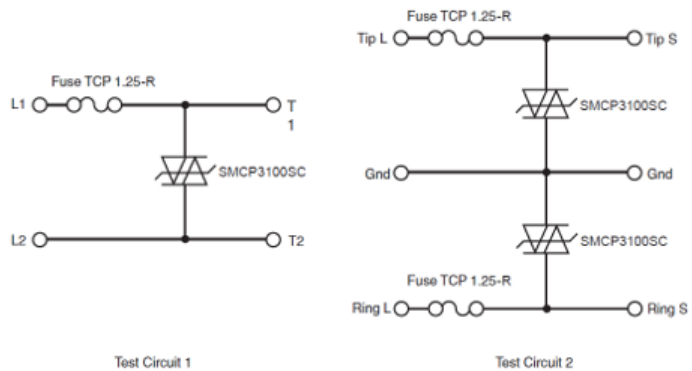 Fuse TCP 1.25-R
L1
T
1
SMCP3100SC
L2
T2
Test Circuit 1
Fuse TCP 1.25-R
Tip L
Tip S
SMCP3100SC
Gnd
Gnd
SMCP3100SC
Fuse TCP 1.25-R
Ring L
Ring S
Test Circuit 2